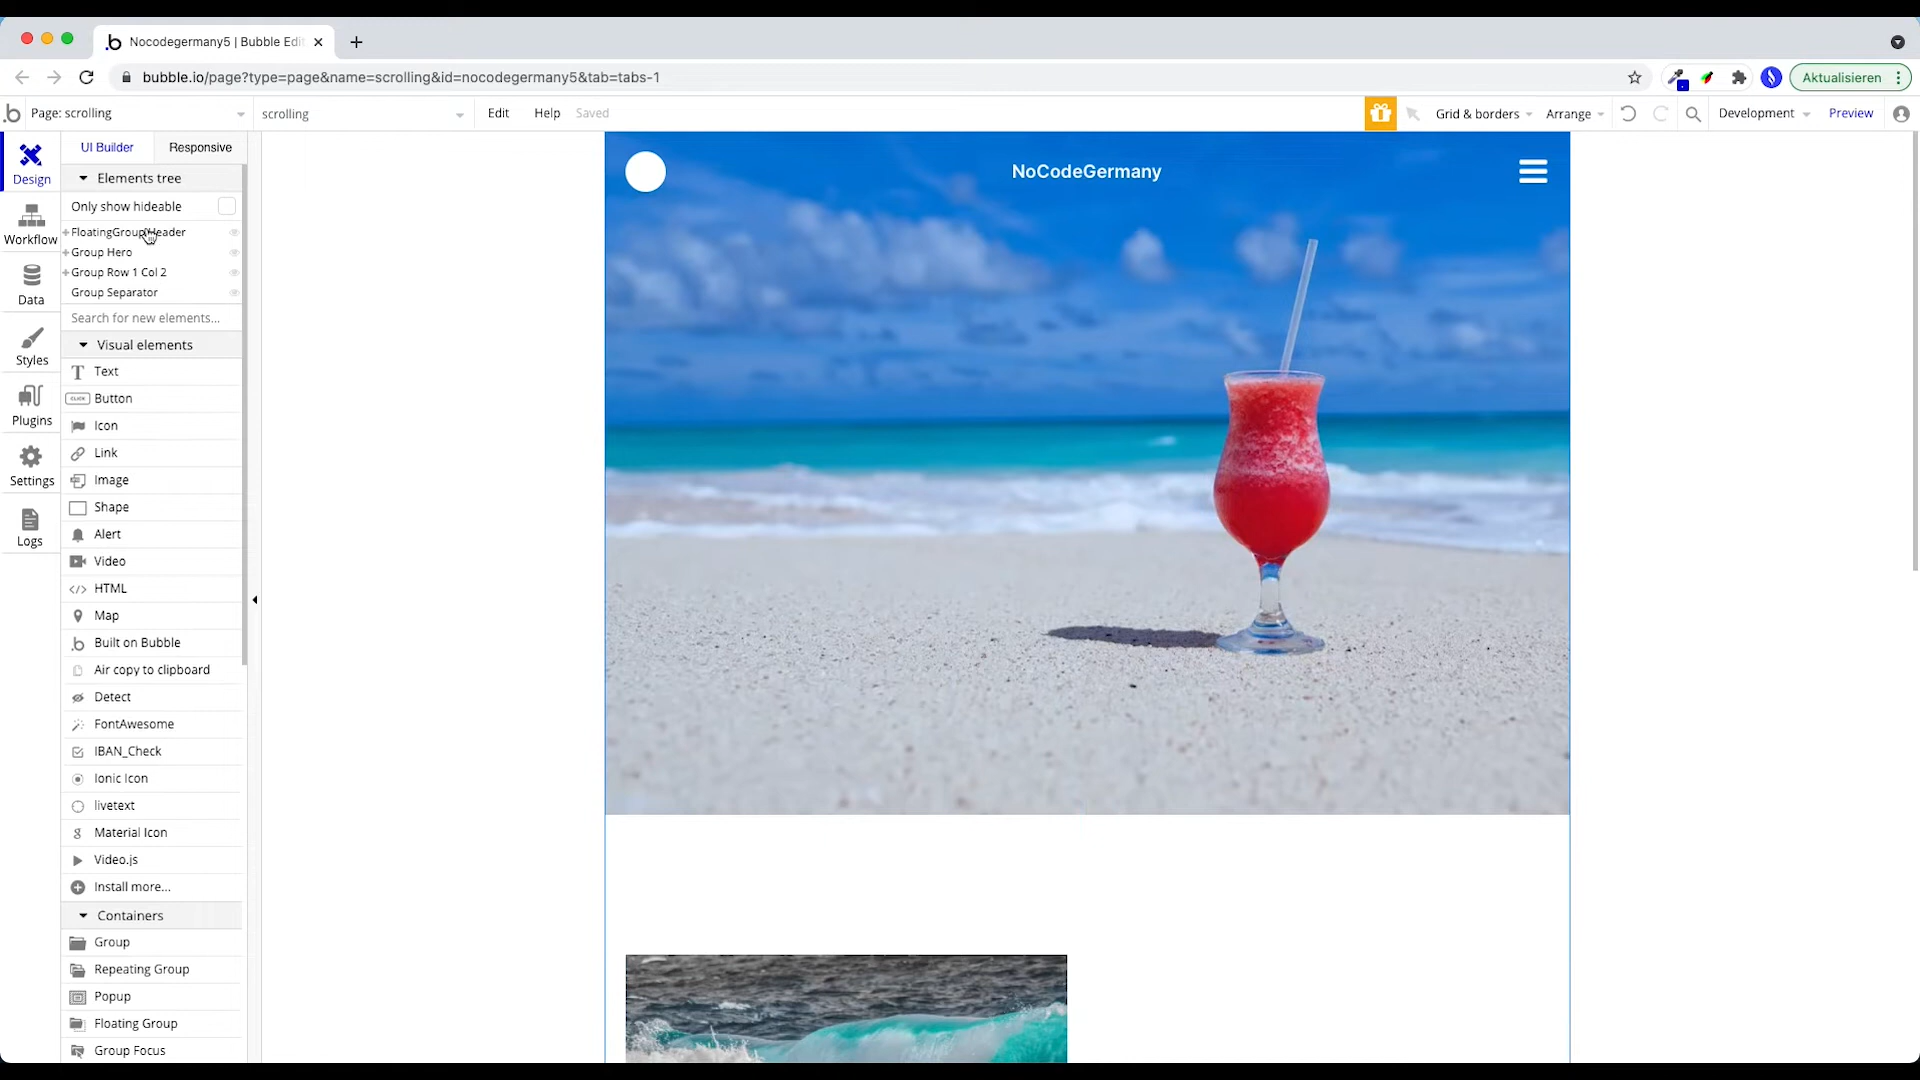 Nocodegermany5 | Bubble Edi
bubble.io/page?type=page&name=scrolling&id=nocodegermany5&tab=tabs-1
Aktualisieren
Page: scrolling
scrolling
Edit
Help
Saved
Grid & borders
Arrange
Development
Preview
UI Builder
Responsive
Design
Workflow
Data
Styles
Plugins
Settings
Logs
Elements tree
Only show hideable
FloatingGroup Header
Group Hero
Group Row 1 Col 2
Group Separator
Search for new elements...
Visual elements
Text
CLICK Button
Icon
Link
Image
Shape
Alert
Video
HTML
Map
Built on Bubble
Air copy to clipboard
Detect
FontAwesome
IBAN_Check
Ionic Icon
livetext
Material Icon
Video.js
Install more...
Containers
Group
Repeating Group
Popup
Floating Group
Group Focus
NoCodeGermany